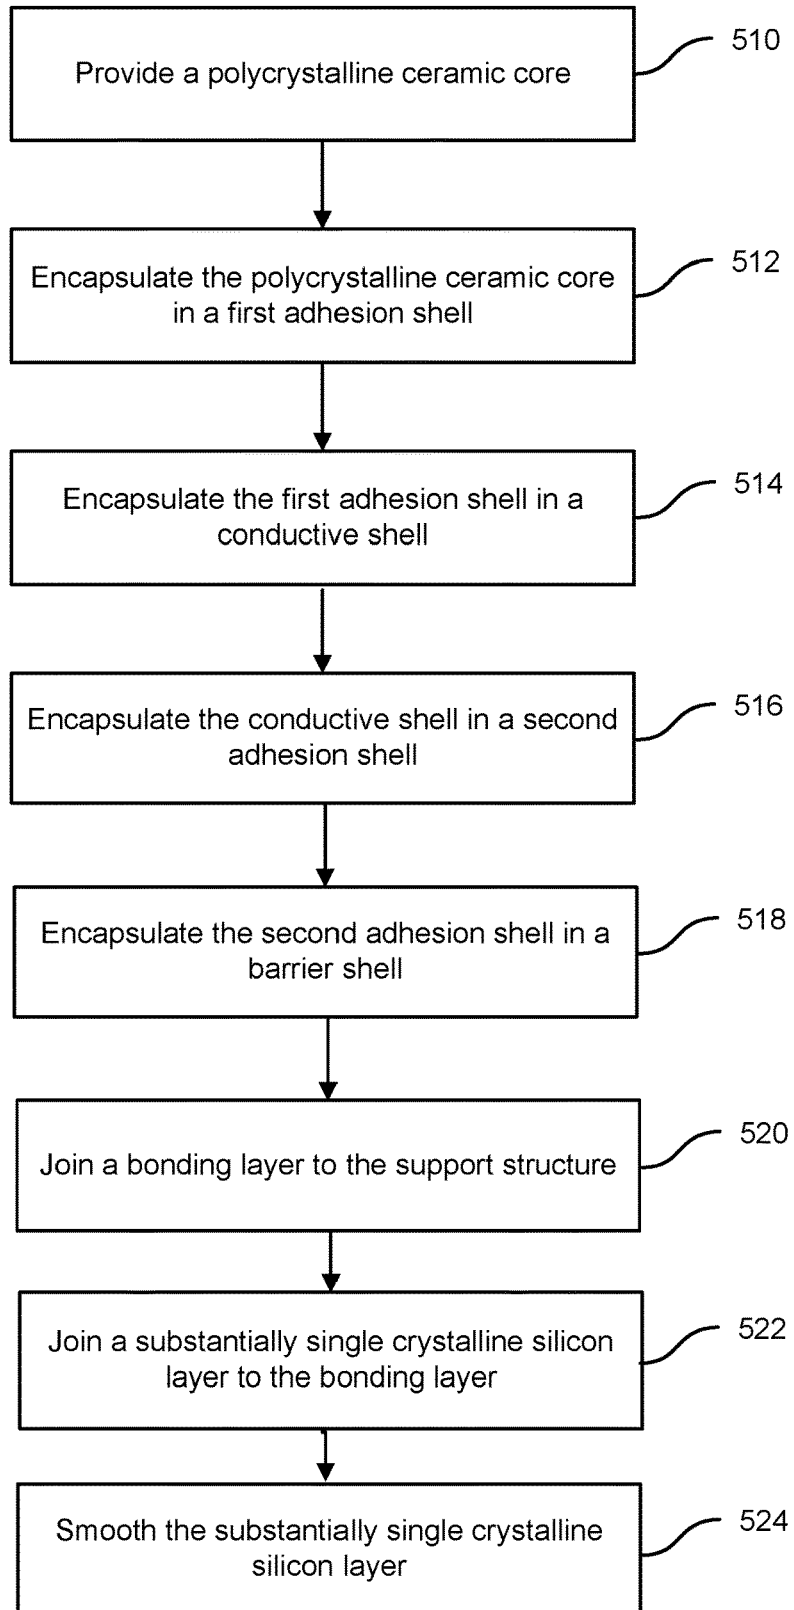 Provide a polycrystalline ceramic core
510
Encapsulate the polycrystalline ceramic core
in a first adhesion shell
512
Encapsulate the first adhesion shell in a
conductive shell
514
Encapsulate the conductive shell in a second
adhesion shell
516
Encapsulate the second adhesion shell in a
barrier shell
518
Join a bonding layer to the support structure
520
Join a substantially single crystalline silicon
layer to the bonding layer
522
Smooth the substantially single crystalline
silicon layer
524